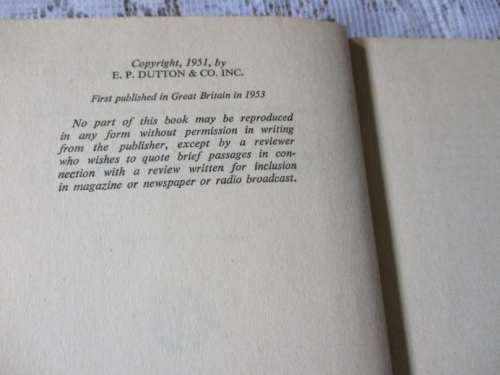 Copyright, 1951, by
E. P. DUTTON & CO. INC.
First published in Great Britain in 1953
No part of this book may be reproduced
in any form without permission in writing
from the publisher, except by a reviewer
who wishes to quote brief passages in con-
nection with a review written for inclusion
in magazine or newspaper or radio broadcast.